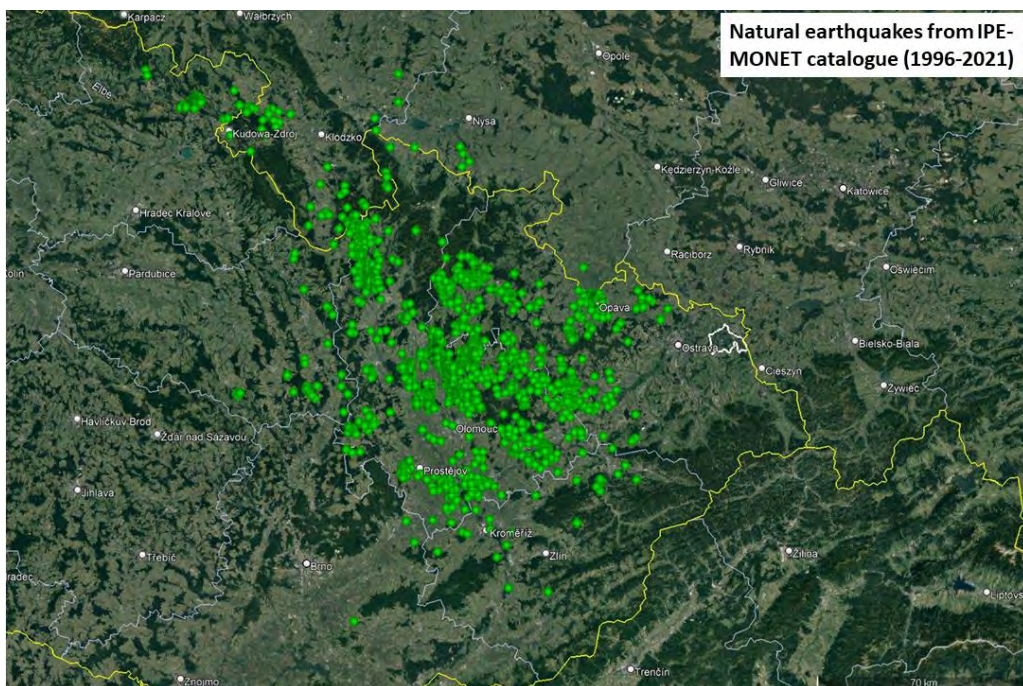 Natural earthquakes from IPE-
MONET catalogue (1996-2021)
Karpacz
Wałbrzych
Opole
Elbe
Nysa
Kudowa-Zdrój
Kłodzko
Kędzierzyn-Koźle
Gliwice
Katowice
Hradec Králové
Racibórz
Rybnik
Oświęcim
Kolín
Pardubice
Opava
Ostrava
Bielsko-Biala
Cieszyn
Żywiec
Havlíčkův Brod
Olomouc
Žďár nad Sázavou
Prostějov
Jihlava
Kroměříž
Třebíč
Zlín
Žilina
Brno
radec
Liptovs
Trenčín
Znojmo
70 km